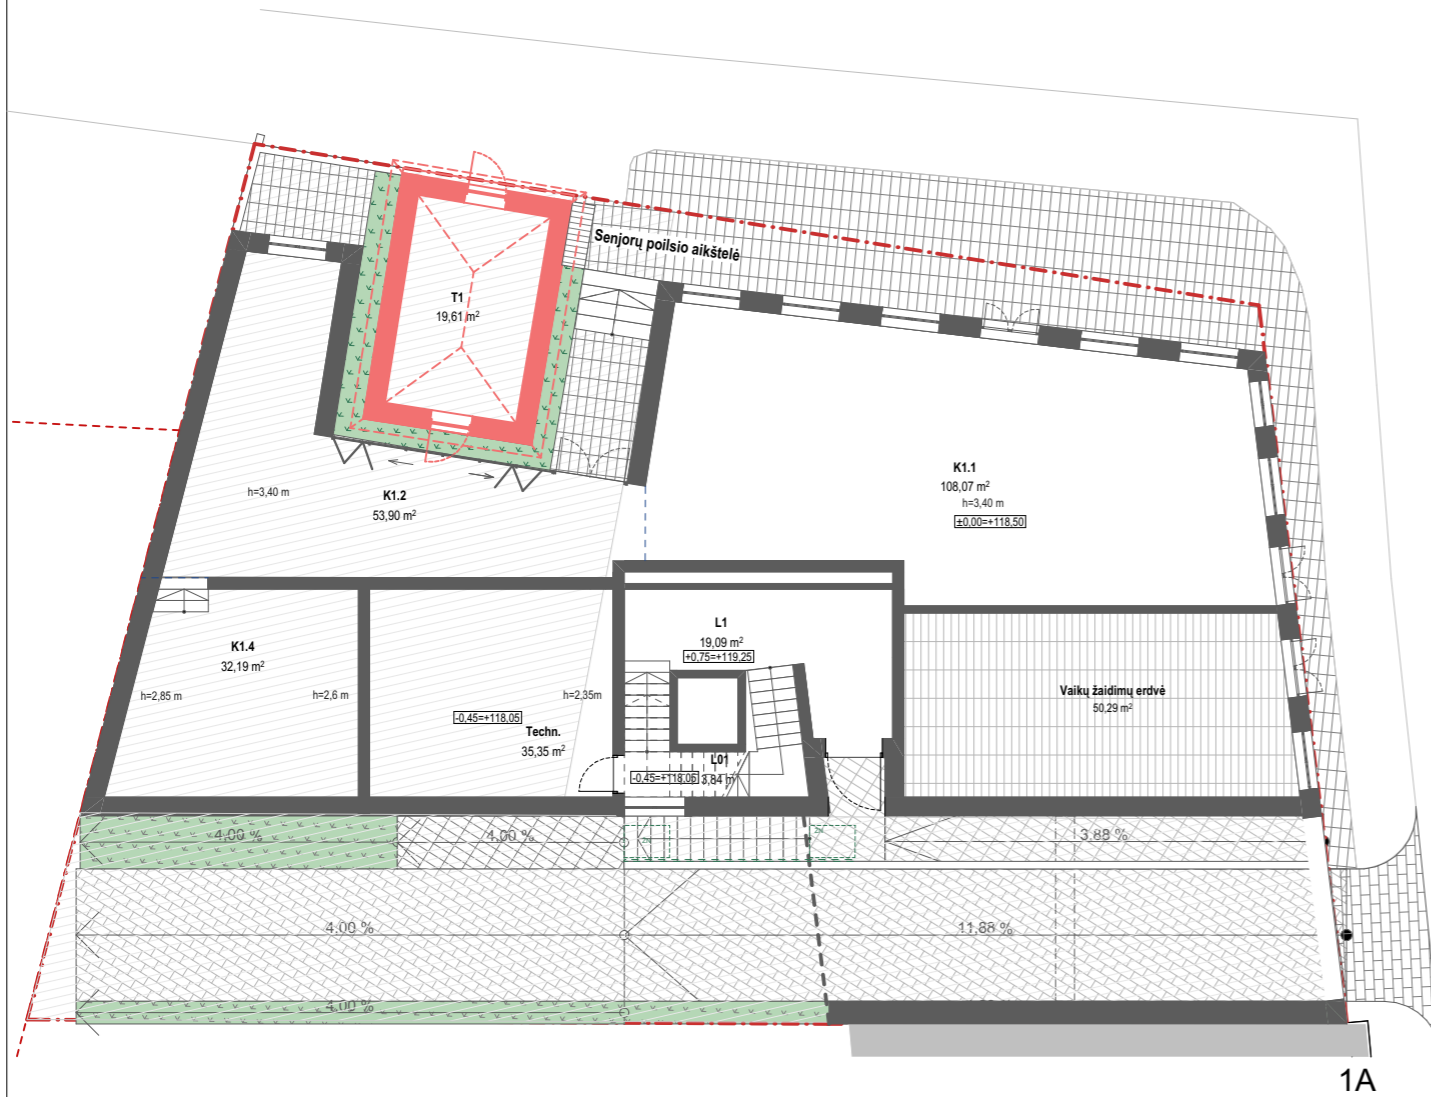 Senjorų poilsio aikštelė
T1
19,61 m²
K1.1
108,07 m²
h=3,40 m
±0,00=+118,50
h=3,40 m
K1.2
53,90 m²
L1
19,09 m²
+0,75=+119,25
K1.4
32,19 m²
h=2,85 m
h=2,6 m
h=2,35m
-0,45=+118,05
Techn.
35,35 m²
Vaikų žaidimų erdvė
50,29 m²
L01
-0,45=+118,05 3,84 m²
4,00 %
4,00 %
3,88 %
4,00 %
11,88 %
4,00 %
1A